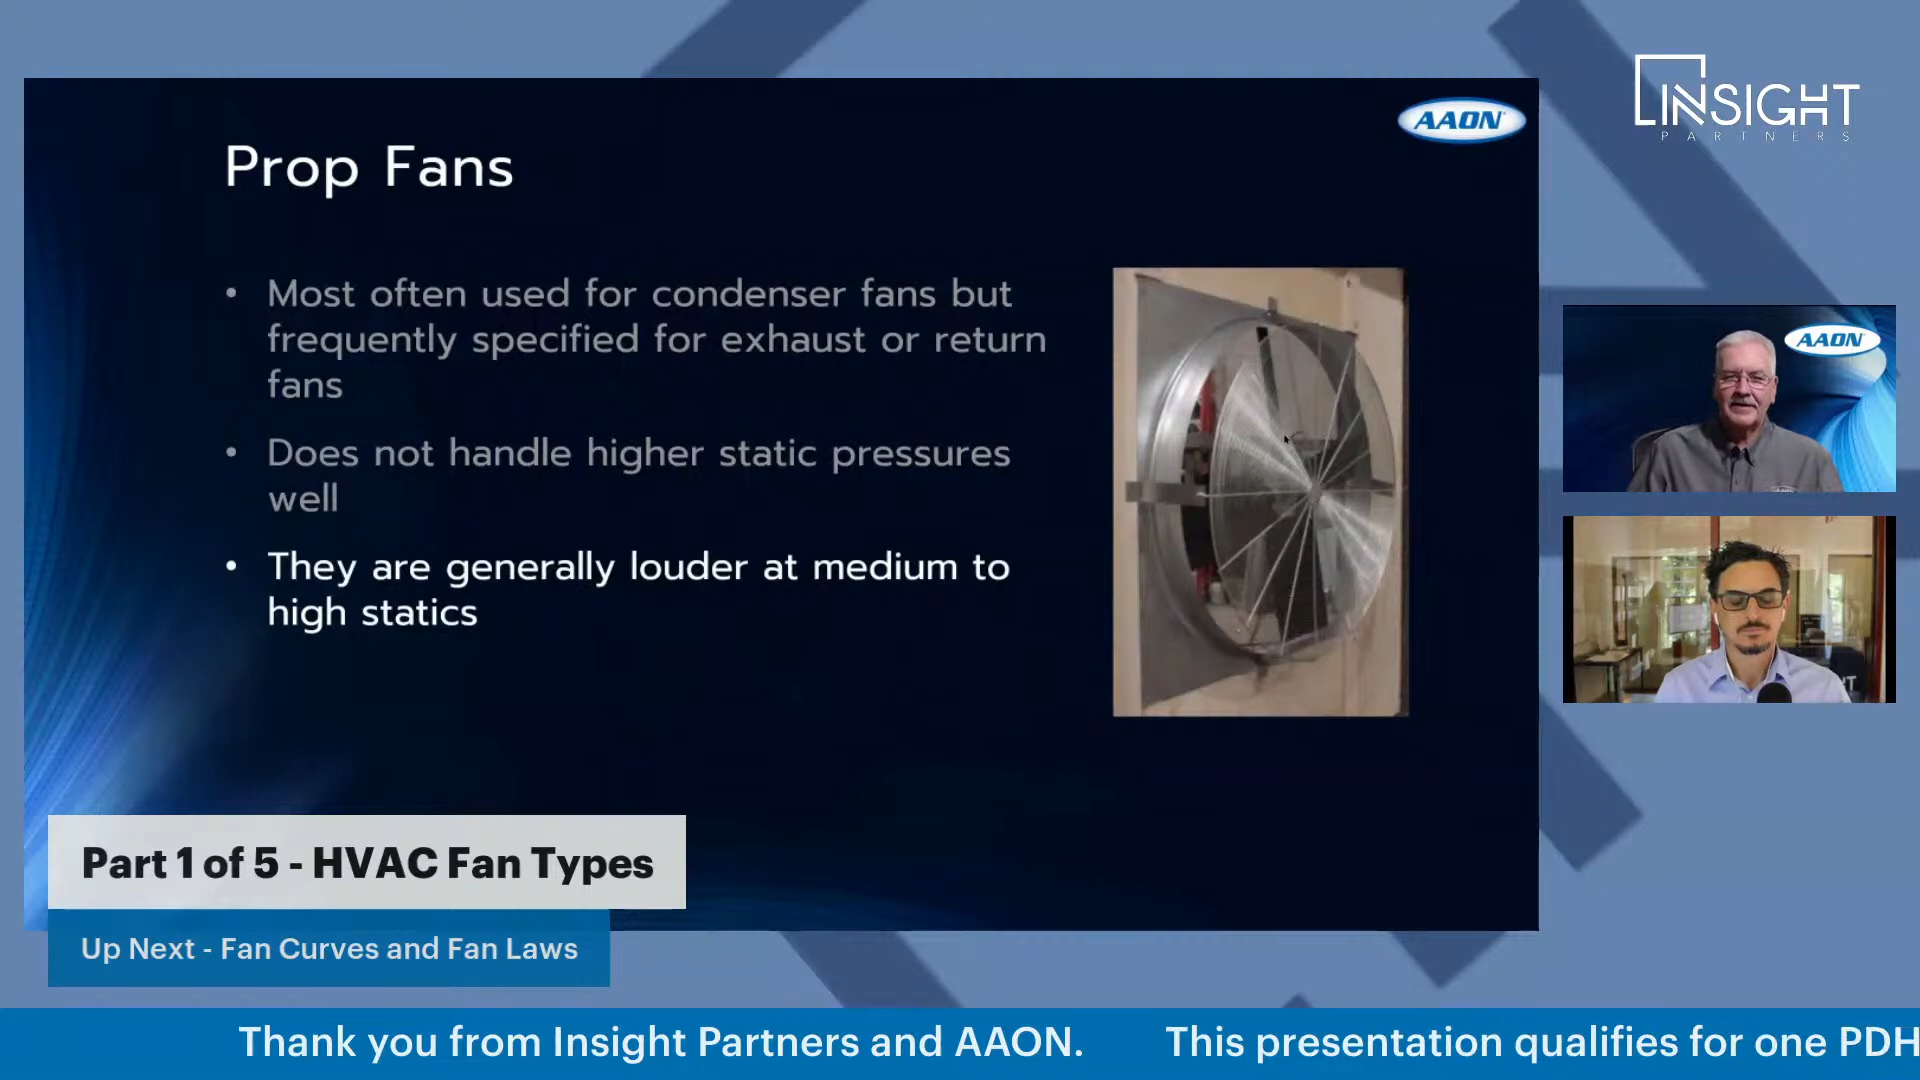 AAON
INSIGHT
PARTNERS
Prop Fans
• Most often used for condenser fans but
frequently specified for exhaust or return
fans
• Does not handle higher static pressures
well
• They are generally louder at medium to
high statics
AAON
Part 1 of 5 - HVAC Fan Types
Up Next - Fan Curves and Fan Laws
Thank you from Insight Partners and AAON. This presentation qualifies for one PDH